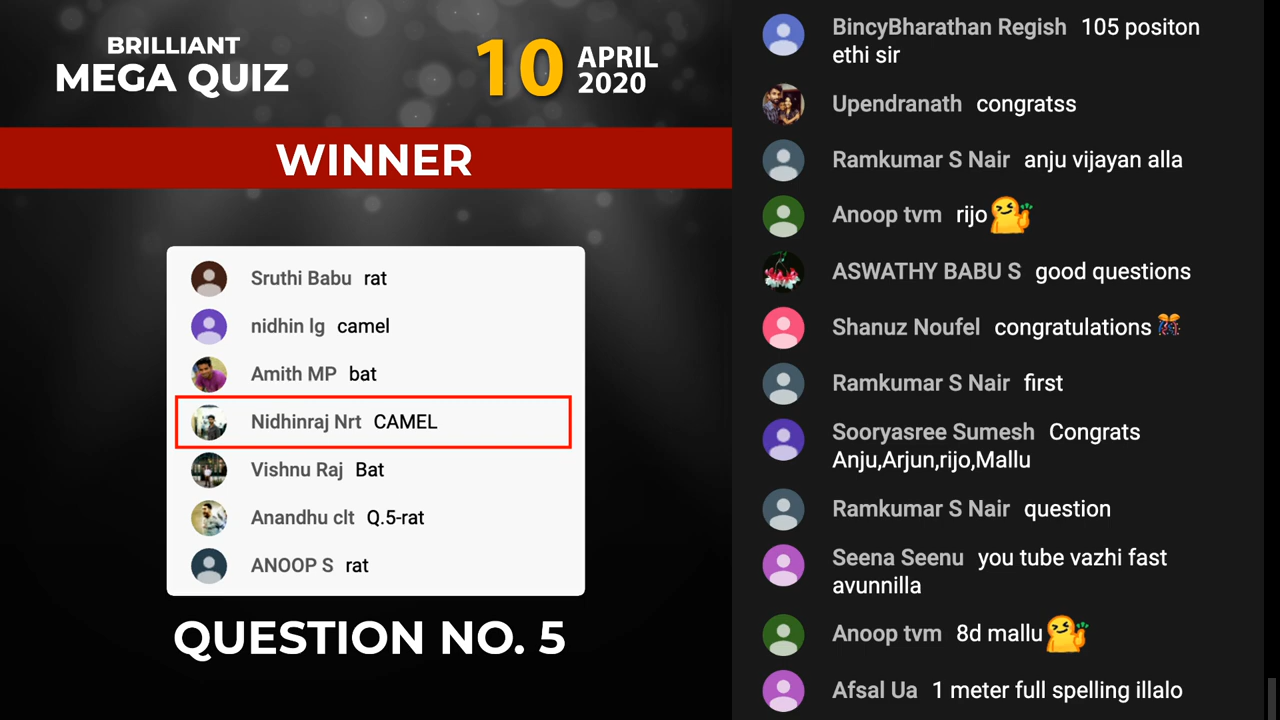 BRILLIANT
MEGA QUIZ
10 APRIL
2020
WINNER
Sruthi Babu rat
nidhin lg camel
Amith MP bat
Nidhinraj Nrt CAMEL
Vishnu Raj Bat
Anandhu clt Q.5-rat
ANOOP S rat
QUESTION NO. 5
BincyBharathan Regish 105 positon
ethi sir
Upendranath congratss
Ramkumar S Nair anju vijayan alla
Anoop tvm rijo
ASWATHY BABU S good questions
Shanuz Noufel congratulations
Ramkumar S Nair first
Sooryasree Sumesh Congrats
Anju,Arjun,rijo,Mallu
Ramkumar S Nair question
Seena Seenu you tube vazhi fast
avunnilla
Anoop tvm 8d mallu
Afsal Ua 1 meter full spelling illalo